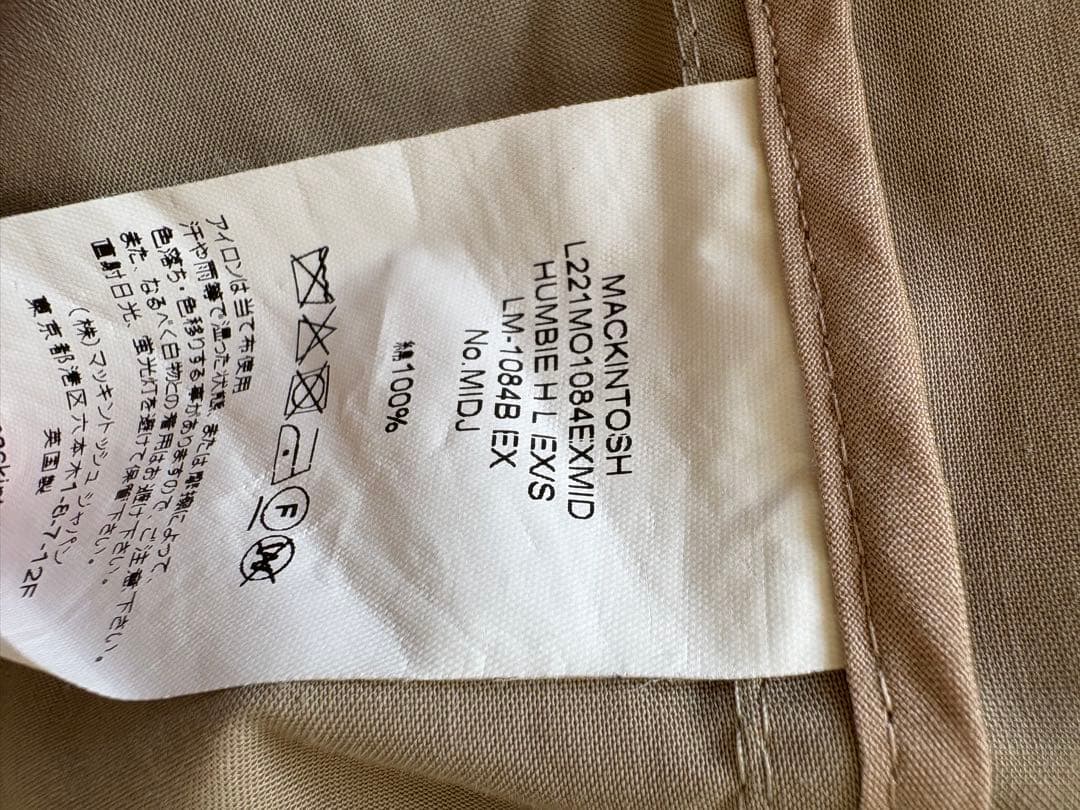 MACKINTOSH
L221MO1084EXMID
HUMBIE H L EX/S
LM-1084B EX
No.MIDJ
綿100%
F
W
アイロンは当て布使用
汗や雨等で湿った状態、または摩擦によって、
色落ち・色移りする事がありますので、ご注意下さい。
また、なるべく白物との着用はお避け下さい。
直射日光、蛍光灯を避けて保管下さい。
(株)マッキントッシュ ジャパン
東京都港区六本木1-8-7-12F
英国製